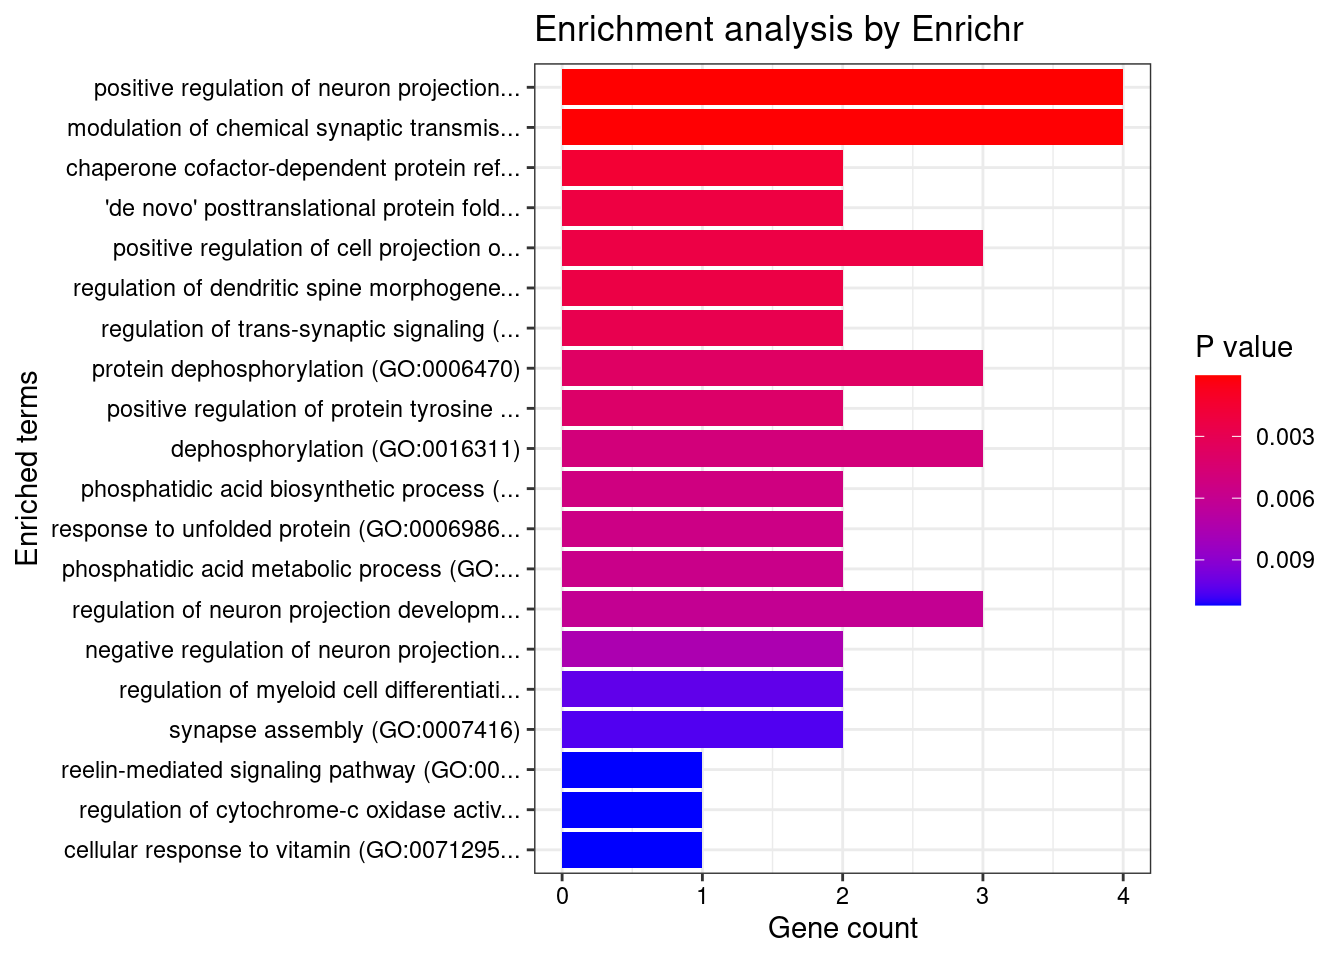 Enrichment analysis by Enrichr
positive regulation of neuron projection...
modulation of chemical synaptic transmis...
chaperone cofactor-dependent protein ref...
'de novo' posttranslational protein fold...
positive regulation of cell projection o...
regulation of dendritic spine morphogene...
regulation of trans-synaptic signaling (...
protein dephosphorylation (GO:0006470)
positive regulation of protein tyrosine ...
dephosphorylation (GO:0016311)
phosphatidic acid biosynthetic process (...
response to unfolded protein (GO:0006986...
phosphatidic acid metabolic process (GO:...
regulation of neuron projection developm...
negative regulation of neuron projection...
regulation of myeloid cell differentiati...
synapse assembly (GO:0007416)
reelin-mediated signaling pathway (GO:00...
regulation of cytochrome-c oxidase activ...
cellular response to vitamin (GO:0071295...
Enriched terms
0 1 2 3 4
Gene count
P value
0.003
0.006
0.009